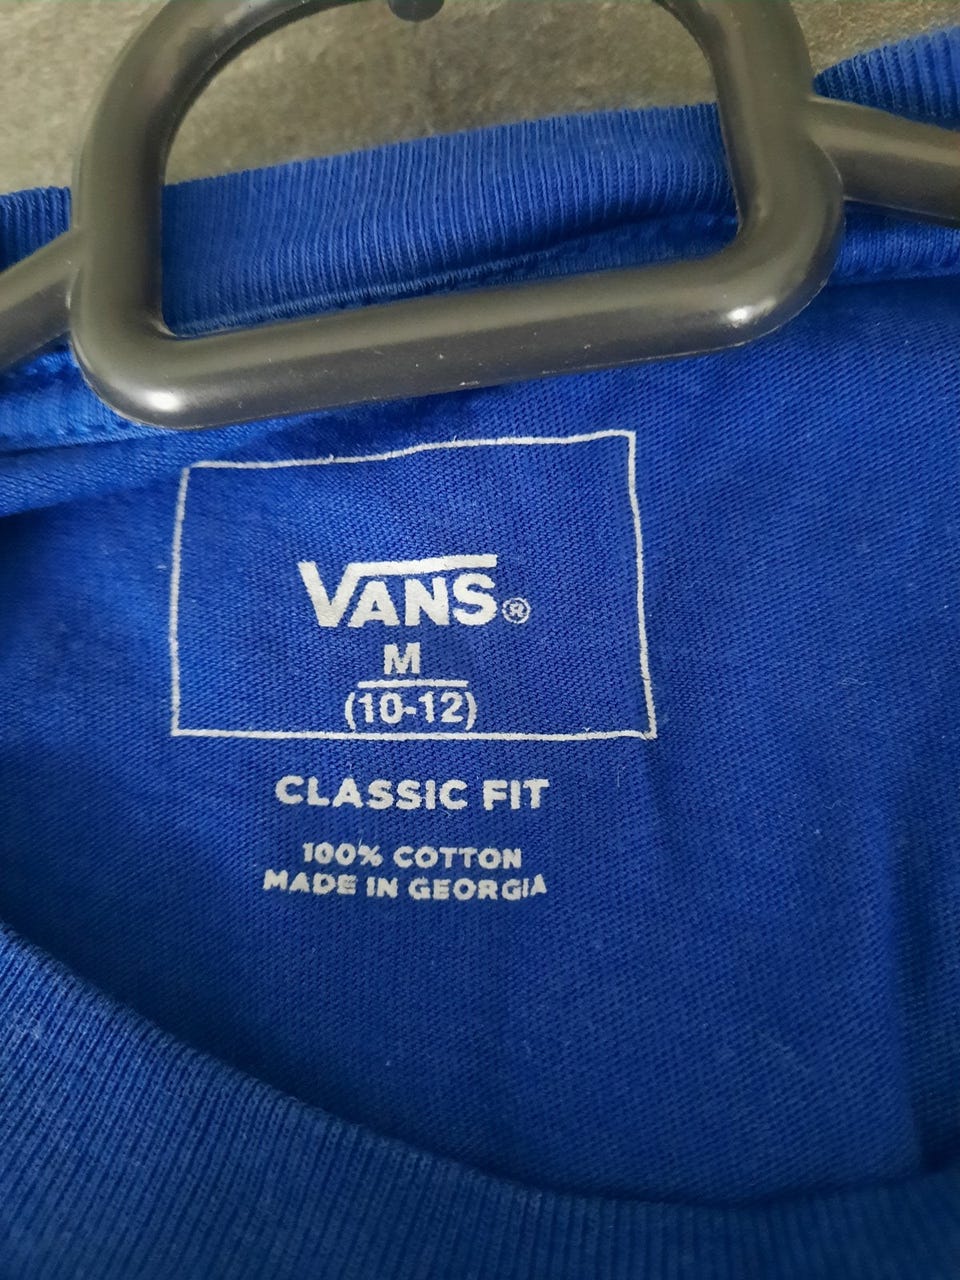 VANS®
M
(10-12)
CLASSIC FIT
100% COTTON
MADE IN GEORGIA